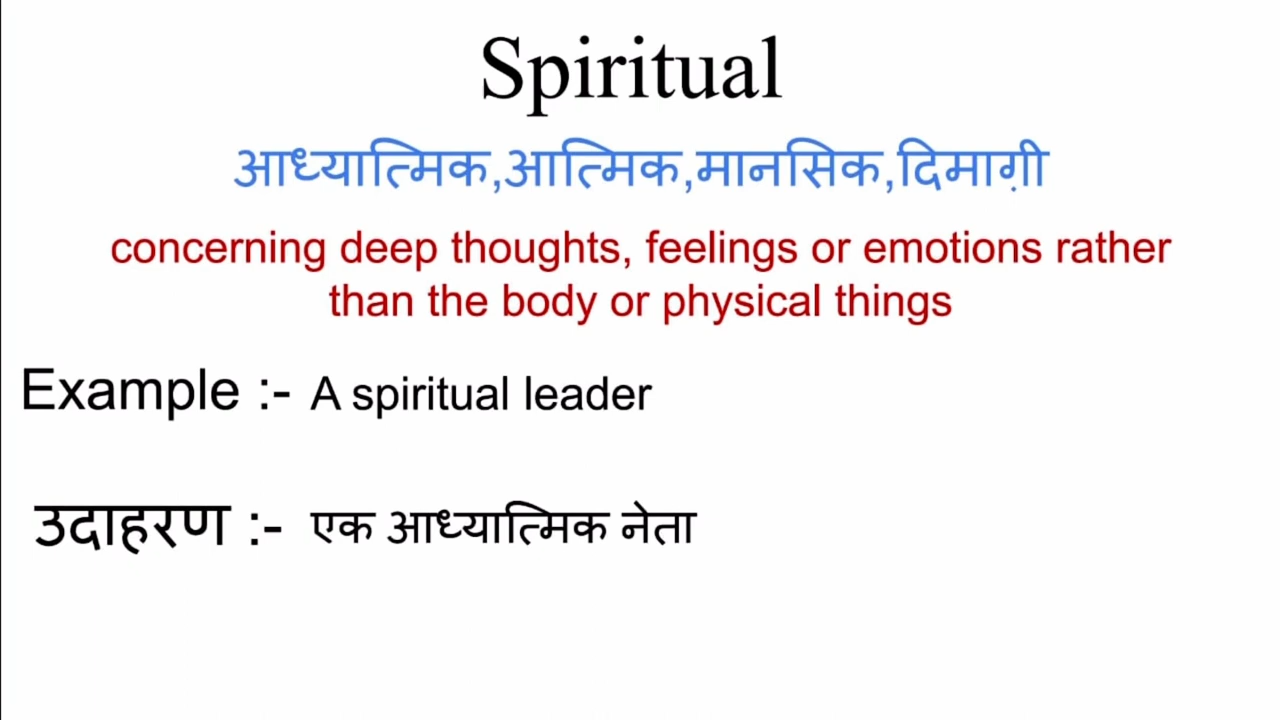 Spiritual
आध्यात्मिक,आत्मिक,मानसिक,दिमाग़ी
concerning deep thoughts, feelings or emotions rather
than the body or physical things
Example :- A spiritual leader
उदाहरण :- एक आध्यात्मिक नेता